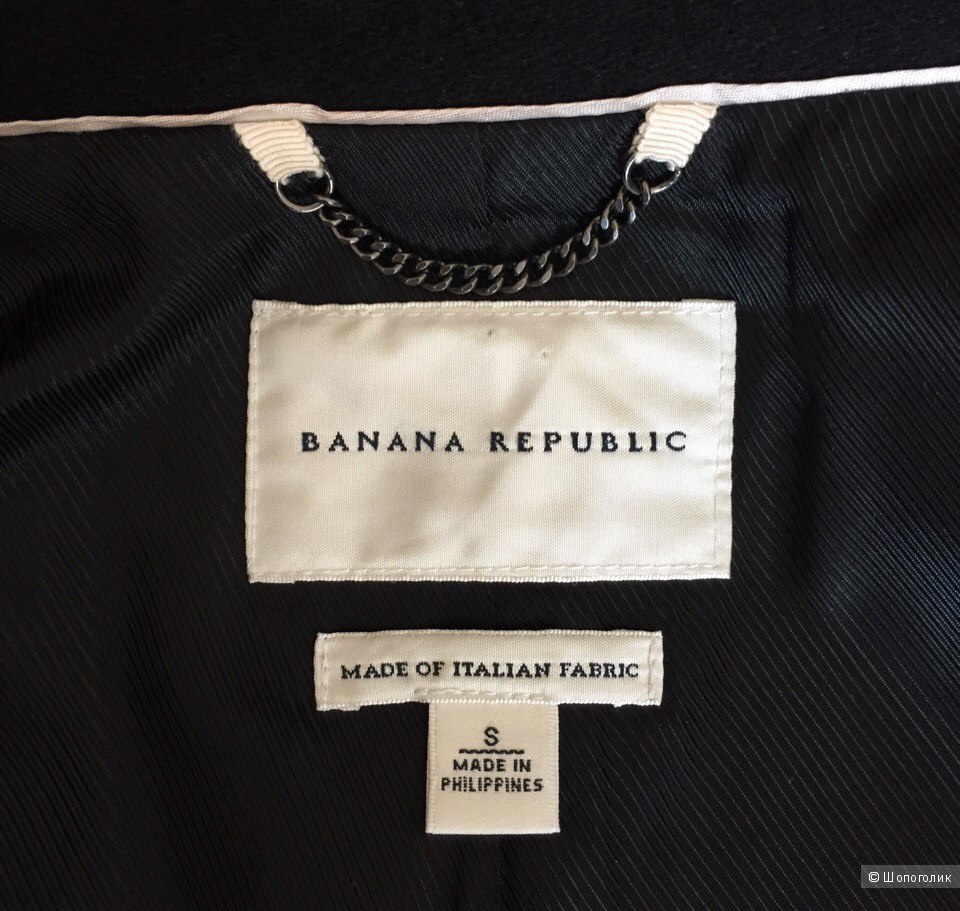 BANANA REPUBLIC
MADE OF ITALIAN FABRIC
S
MADE IN
PHILIPPINES
© Шопоголик